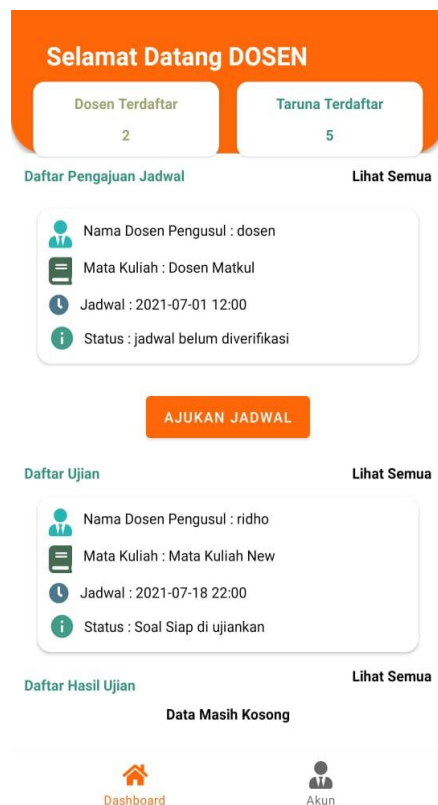 Selamat Datang DOSEN
Dosen Terdaftar
2
Taruna Terdaftar
5
Daftar Pengajuan Jadwal
Lihat Semua
Nama Dosen Pengusul : dosen
Mata Kuliah : Dosen Matkul
Jadwal : 2021-07-01 12:00
Status : jadwal belum diverifikasi
AJUKAN JADWAL
Daftar Ujian
Lihat Semua
Nama Dosen Pengusul : ridho
Mata Kuliah : Mata Kuliah New
Jadwal : 2021-07-18 22:00
Status : Soal Siap di ujiankan
Daftar Hasil Ujian
Lihat Semua
Data Masih Kosong
Dashboard
Akun